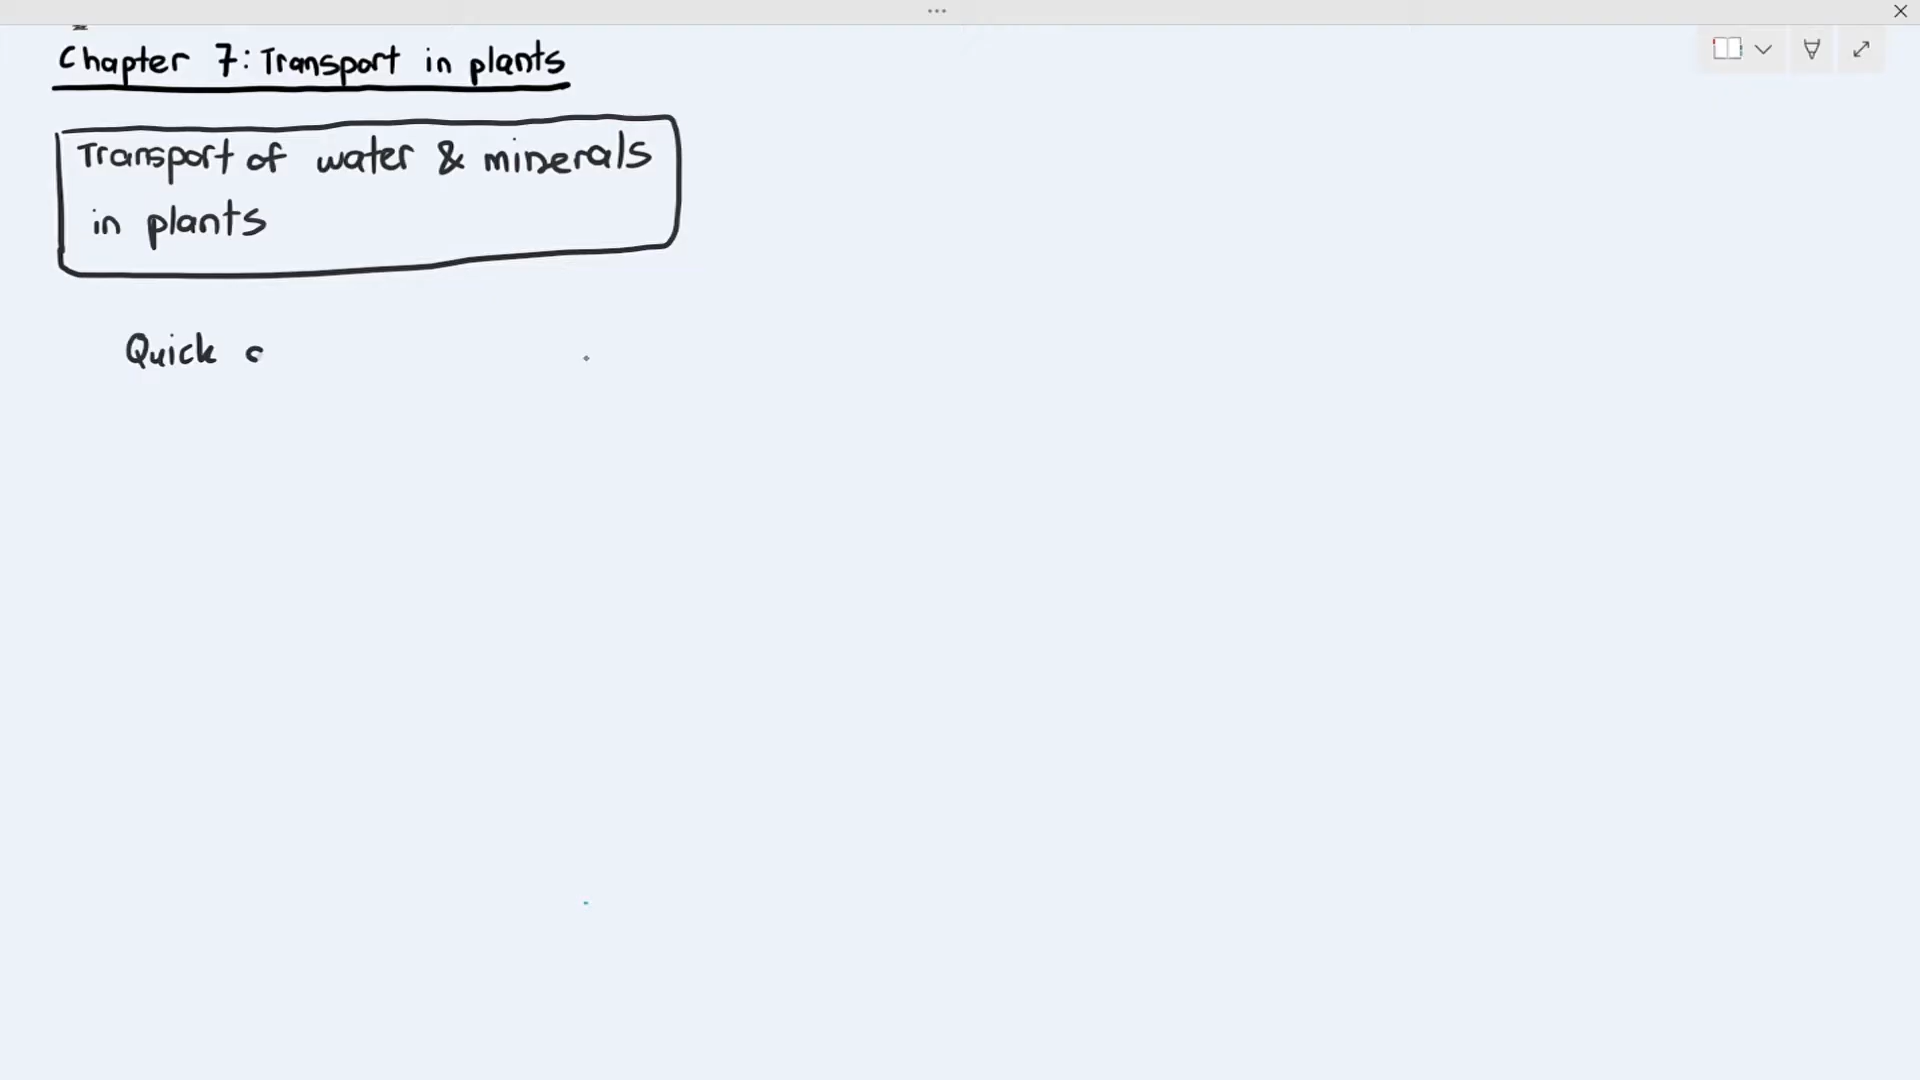 Chapter 7: Transport in plants
Transport of water & minerals
in plants
Quick